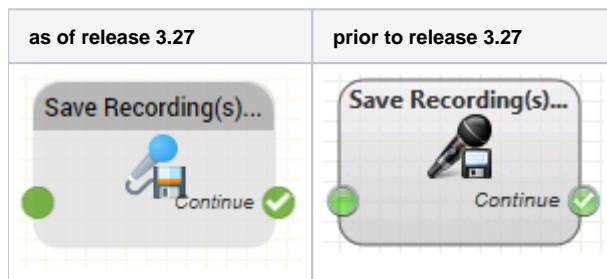 as of release 3.27
prior to release 3.27
Save Recording(s)...
Continue
Save Recording(s)...
Continue